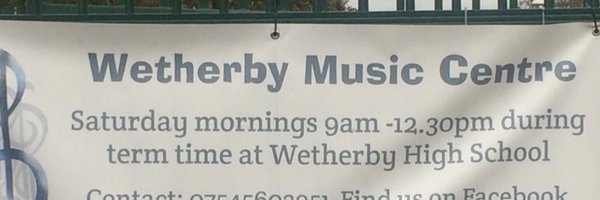 Wetherby Music Centre
Saturday mornings 9am -12.30pm during
term time at Wetherby High School
Contact: Find us on Facebook